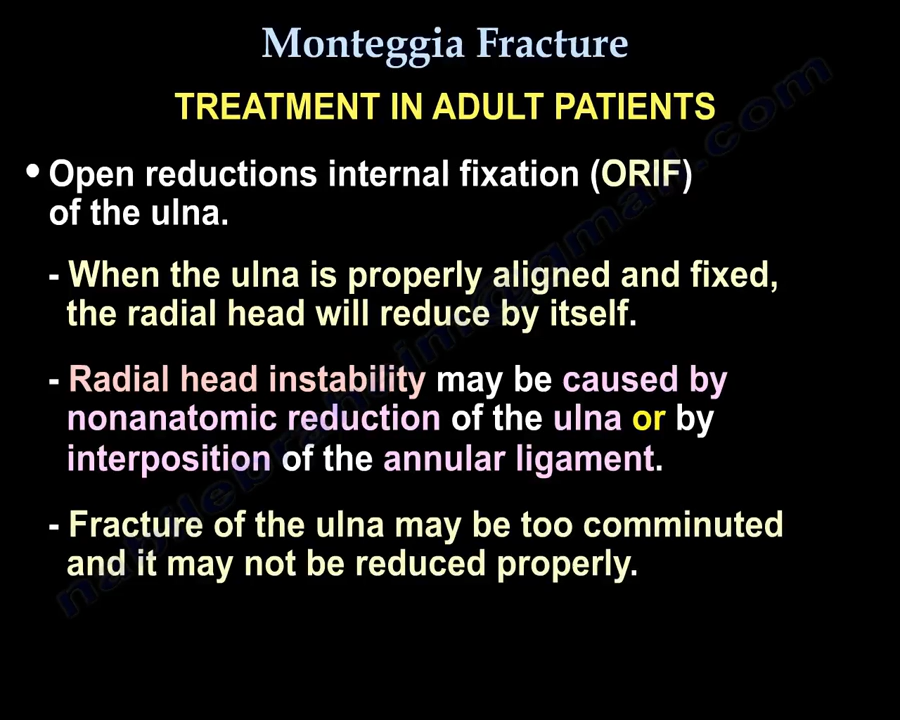 Monteggia Fracture
TREATMENT IN ADULT PATIENTS
• Open reductions internal fixation (ORIF)
of the ulna.
- When the ulna is properly aligned and fixed,
the radial head will reduce by itself.
- Radial head instability may be caused by
nonanatomic reduction of the ulna or by
interposition of the annular ligament.
- Fracture of the ulna may be too comminuted
and it may not be reduced properly.